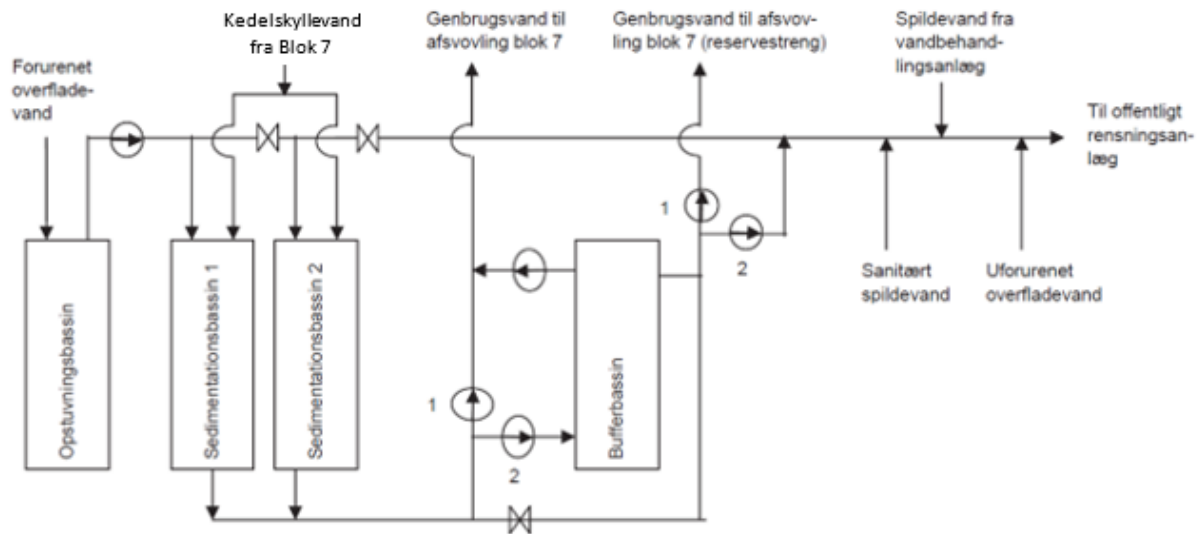 Kedelskyllevand
fra Blok 7
Genbrugsvand til
afsvovling blok 7
Genbrugsvand til afsvov-
ling blok 7 (reservestreng)
Spildevand fra
vandbehand-
lingsanlæg
Forurenet
overflade-
vand
Til offentligt
rensningsan-
læg
1
2
Sanitært
spildevand
Uforurenet
overfladevand
Opstuvningsbassin
Sedimentationsbassin 1
Sedimentationsbassin 2
1
2
Bufferbassin